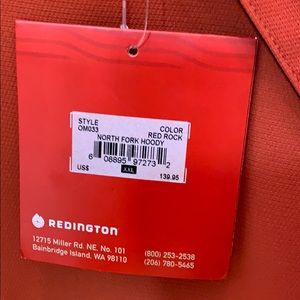 STYLE COLOR
OM033 RED ROCK
NORTH FORK HOODY
6 08895 97273 2
XXL
US$ 139.95
REDINGTON
12715 Miller Rd. NE, No. 101 (800) 253-2538
Bainbridge Island, WA 98110 (206) 780-5465